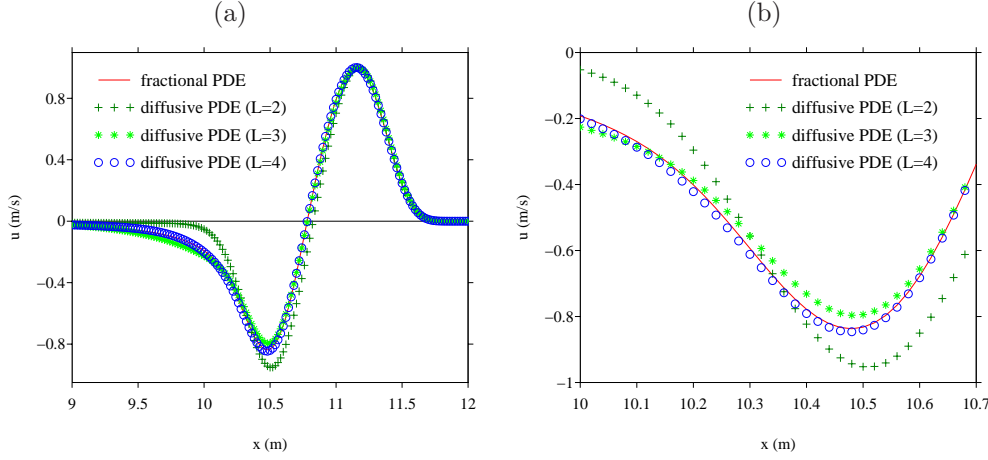 (a)
fractional PDE
diffusive PDE (L=2)
diffusive PDE (L=3)
diffusive PDE (L=4)
0.8
0.4
0
−0.4
−0.8
u (m/s)
9
9.5
10
10.5
11
11.5
12
x (m)
(b)
fractional PDE
diffusive PDE (L=2)
diffusive PDE (L=3)
diffusive PDE (L=4)
0
−0.2
−0.4
−0.6
−0.8
−1
u (m/s)
10
10.1
10.2
10.3
10.4
10.5
10.6
10.7
x (m)